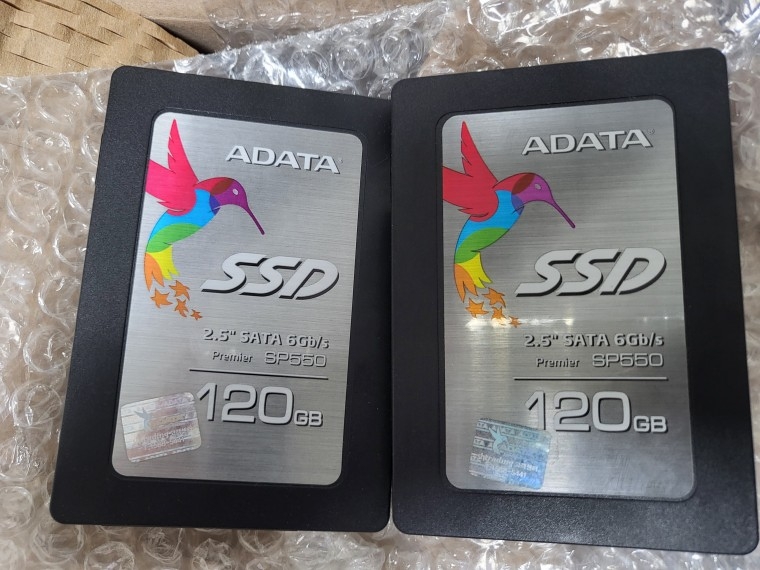 ADATA
SSD
2.5" SATA 6Gb/s
Premier SP550
120GB
ADATA
SSD
2.5" SATA 6Gb/s
Premier SP550
120GB